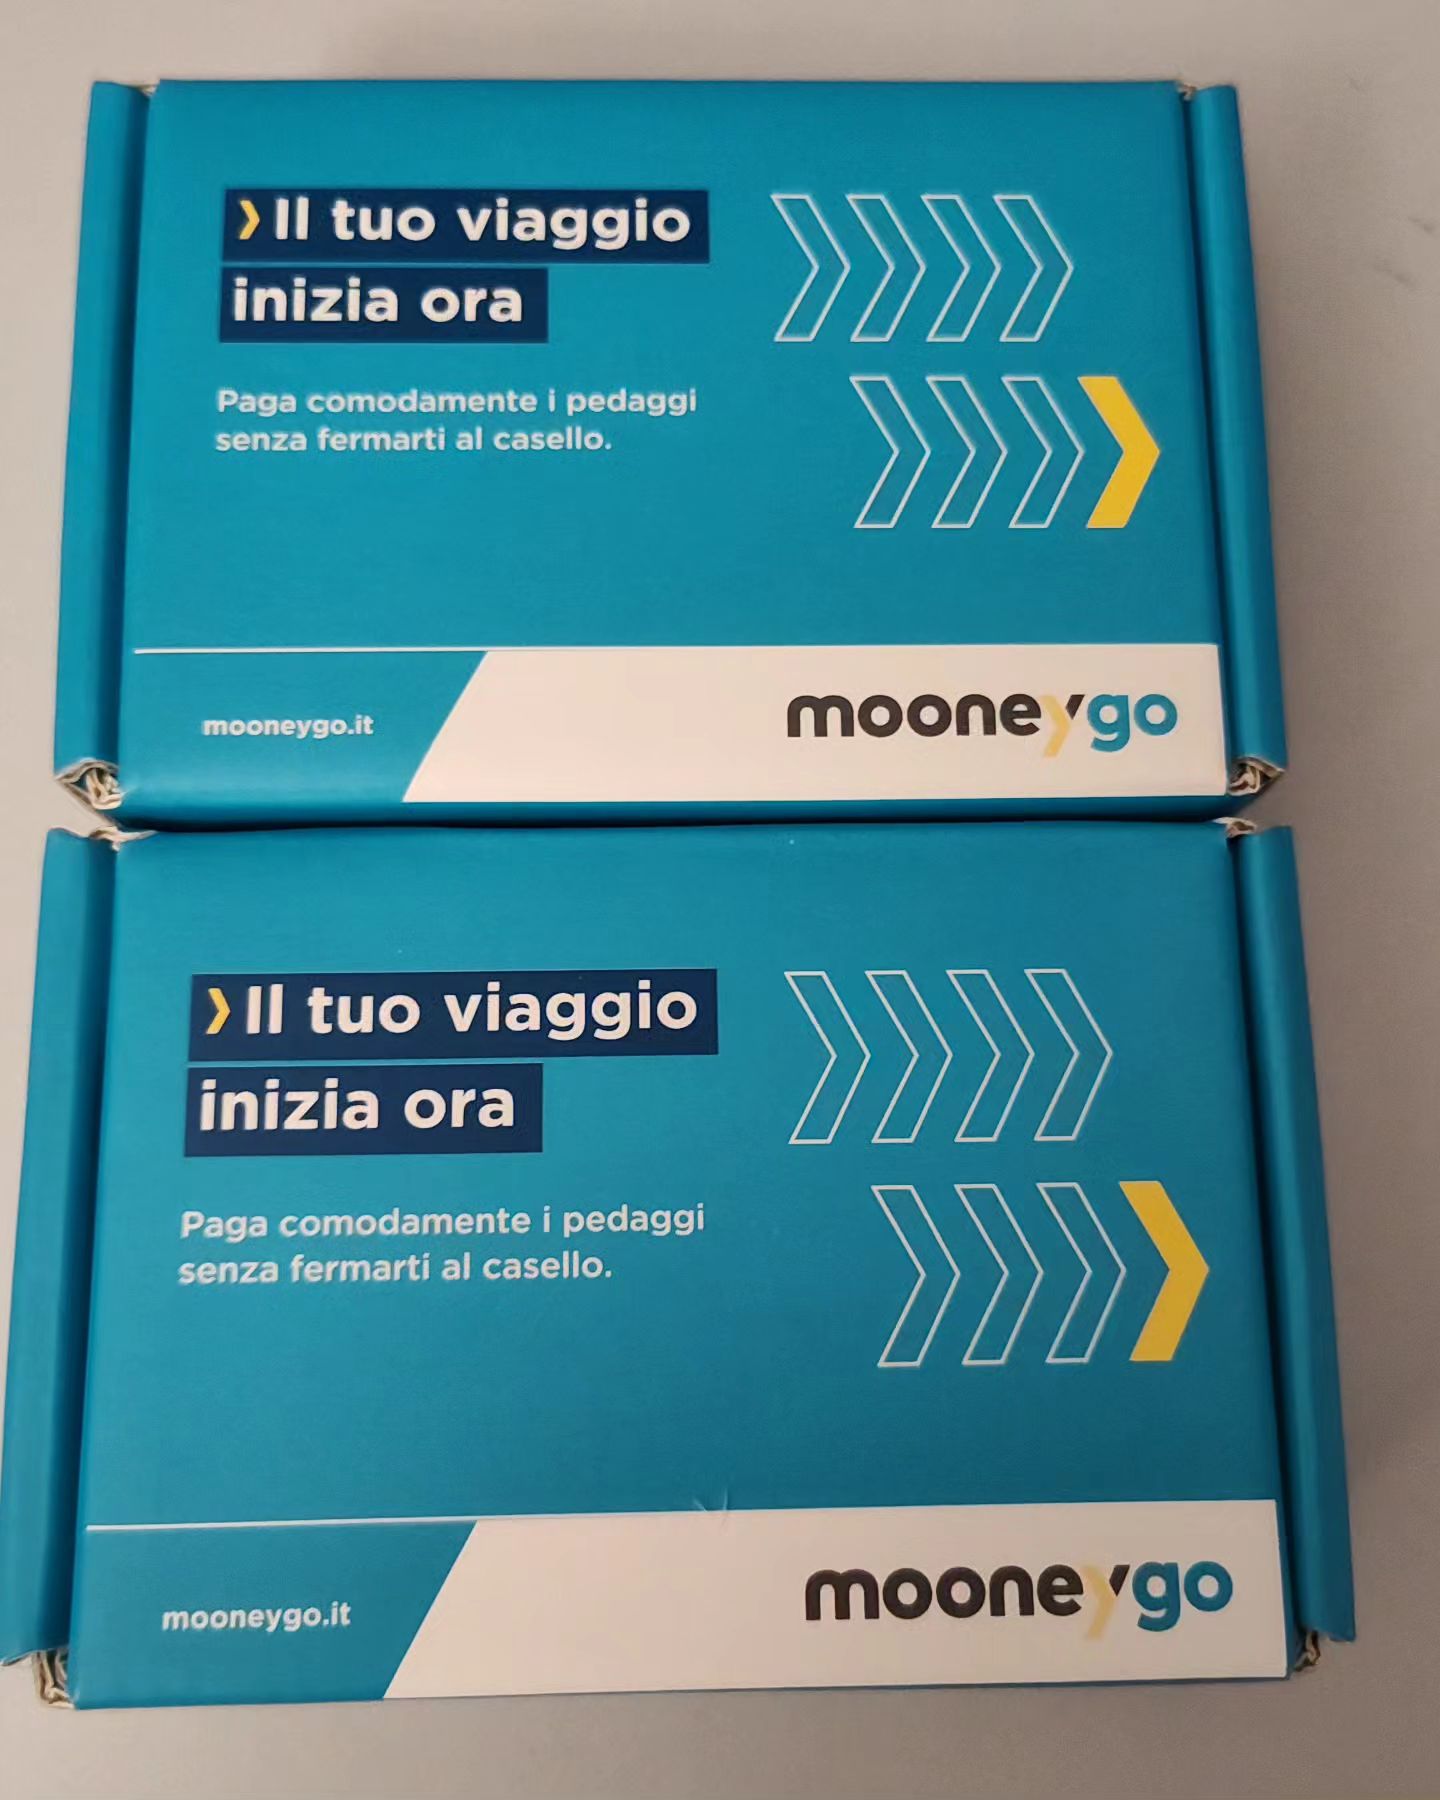 Il tuo viaggio
inizia ora
Paga comodamente i pedaggi
senza fermarti al casello.
mooneygo.it
mooneygo
Il tuo viaggio
inizia ora
Paga comodamente i pedaggi
senza fermarti al casello.
mooneygo.it
mooneygo